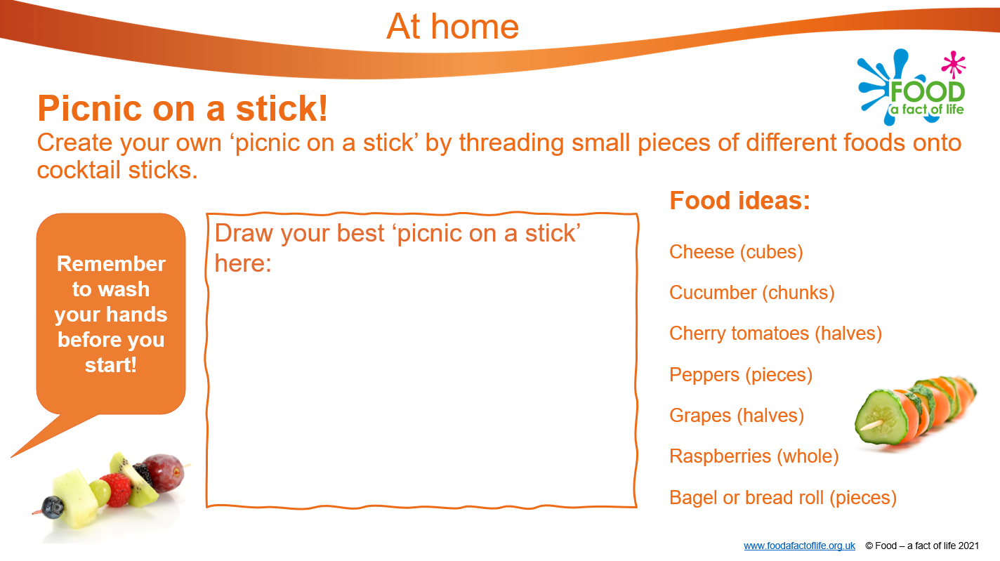 At home
FOOD
a fact of life
Picnic on a stick!
Create your own ‘picnic on a stick’ by threading small pieces of different foods onto
cocktail sticks.
Remember
to wash
your hands
before you
start!
Draw your best ‘picnic on a stick’
here:
Food ideas:
Cheese (cubes)
Cucumber (chunks)
Cherry tomatoes (halves)
Peppers (pieces)
Grapes (halves)
Raspberries (whole)
Bagel or bread roll (pieces)
www.foodafactoflife.org.uk © Food – a fact of life 2021